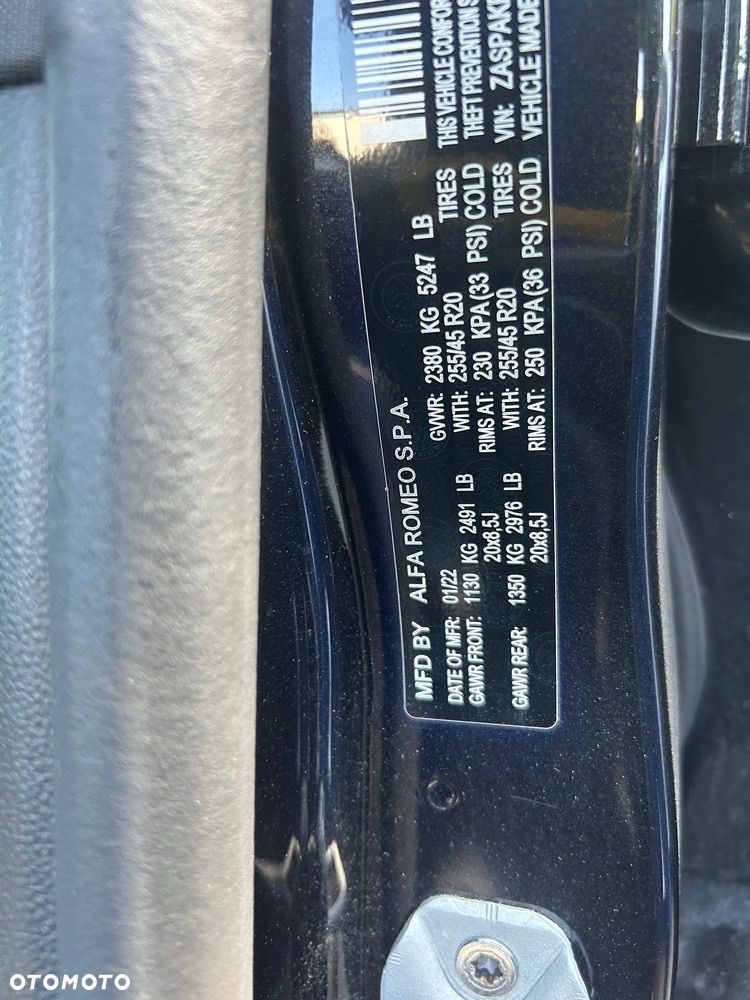 MFD BY ALFA ROMEO S.P.A.
DATE OF MFR: 01/22 GVWR: 2380 KG 5247 LB
GAWR FRONT: 1130 KG 2491 LB WITH: 255/45 R20 TIRES
20x8,5J RIMS AT: 230 KPA(33 PSI) COLD
GAWR REAR: 1350 KG 2976 LB WITH: 255/45 R20 TIRES
20x8,5J RIMS AT: 250 KPA(36 PSI) COLD
THIS VEHICLE
THEFT PREVENTION
VIN:
VEHICLE MADE
OTOMOTO